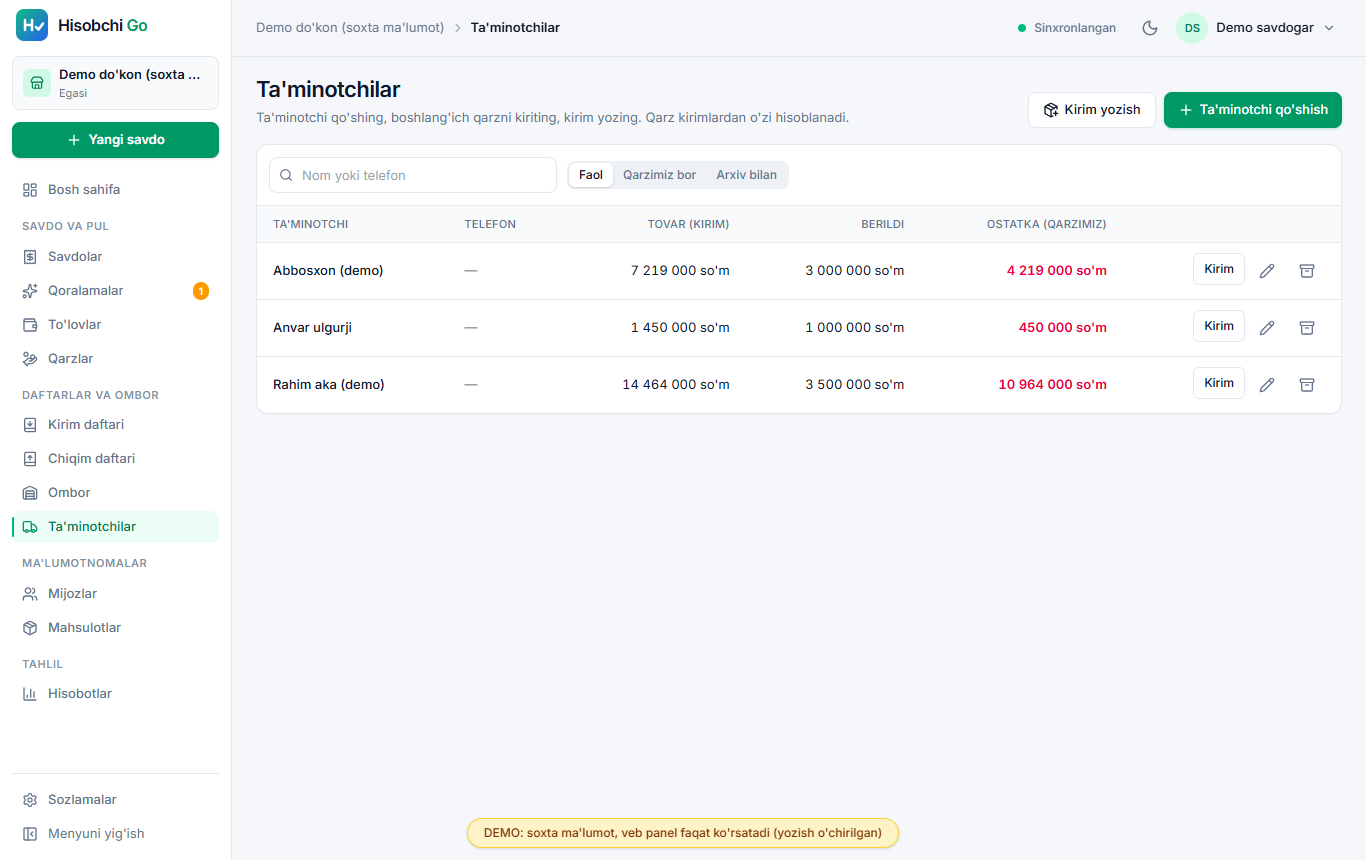 Hisobchi Go
Demo do'kon (soxta ...
Egasi
+ Yangi savdo
Bosh sahifa
SAVDO VA PUL
Savdolar
Qoralamalar 1
To'lovlar
Qarzlar
DAFTARLAR VA OMBOR
Kirim daftari
Chiqim daftari
Ombor
Ta'minotchilar
MA'LUMOTNOMALAR
Mijozlar
Mahsulotlar
TAHLIL
Hisobotlar
Sozlamalar
Menyuni yig'ish
Demo do'kon (soxta ma'lumot) > Ta'minotchilar
Sinxronlangan
DS Demo savdogar
Ta'minotchilar
Ta'minotchi qo'shing, boshlang'ich qarzni kiriting, kirim yozing. Qarz kirimlardan o'zi hisoblanadi.
Kirim yozish
+ Ta'minotchi qo'shish
Nom yoki telefon
Faol Qarzimiz bor Arxiv bilan
TA'MINOTCHI TELEFON TOVAR (KIRIM) BERILDI OSTATKA (QARZIMIZ)
Abbosxon (demo) — 7 219 000 so'm 3 000 000 so'm 4 219 000 so'm Kirim
Anvar ulgurji — 1 450 000 so'm 1 000 000 so'm 450 000 so'm Kirim
Rahim aka (demo) — 14 464 000 so'm 3 500 000 so'm 10 964 000 so'm Kirim
DEMO: soxta ma'lumot, veb panel faqat ko'rsatadi (yozish o'chirilgan)